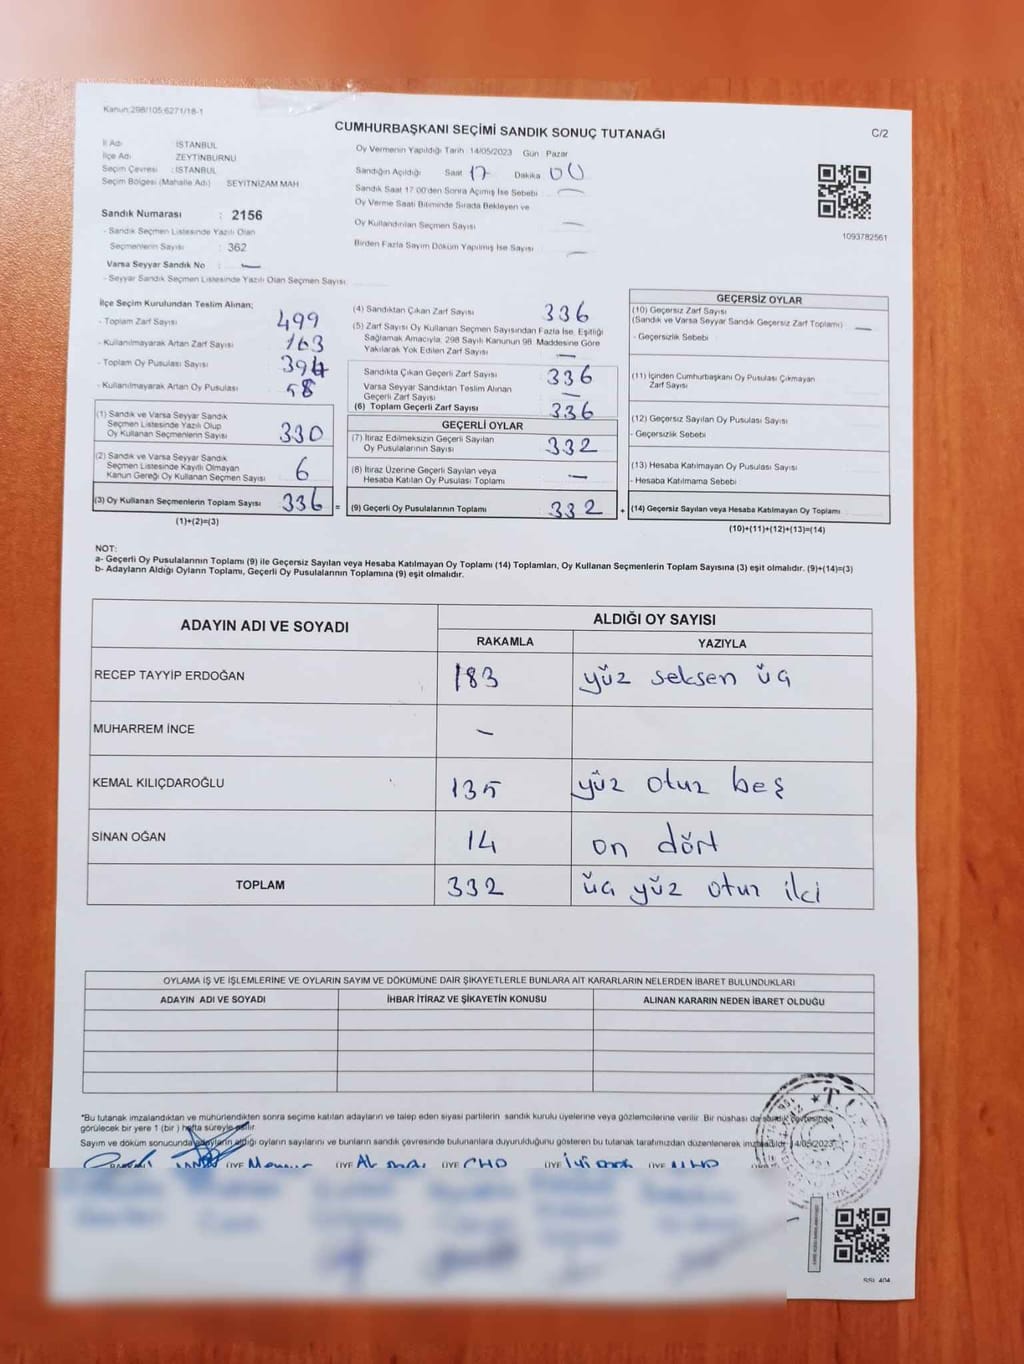 Kanun:298/105;6271/18-1
CUMHURBAŞKANI SEÇİMİ SANDIK SONUÇ TUTANAĞI
C/2
İl Adı İSTANBUL
İlçe Adı ZEYTİNBURNU
Seçim Çevresi : İSTANBUL
Seçim Bölgesi (Mahalle Adı) SEYİTNİZAM MAH
Sandık Numarası : 2156
- Sandık Seçmen Listesinde Yazılı Olan
Seçmenlerin Sayısı : 362
Varsa Seyyar Sandık No : —
- Seyyar Sandık Seçmen Listesinde Yazılı Olan Seçmen Sayısı
Oy Vermenin Yapıldığı Tarih 14/05/2023 Gün Pazar
Sandığın Açıldığı Saat 17 Dakika 00
Sandık Saat 17:00'den Sonra Açılmış İse Sebebi —
Oy Verme Saati Bitiminde Sırada Bekleyen ve
Oy Kullandırılan Seçmen Sayısı —
Birden Fazla Sayım Döküm Yapılmış İse Sayısı —
1093782561
İlçe Seçim Kurulundan Teslim Alınan;
- Toplam Zarf Sayısı 499
- Kullanılmayarak Artan Zarf Sayısı 163
- Toplam Oy Pusulası Sayısı 394
- Kullanılmayarak Artan Oy Pusulası 58
(1) Sandık ve Varsa Seyyar Sandık
Seçmen Listesinde Yazılı Olup
Oy Kullanan Seçmenlerin Sayısı 330
(2) Sandık ve Varsa Seyyar Sandık
Seçmen Listesinde Kayıtlı Olmayan
Kanun Gereği Oy Kullanan Seçmen Sayısı 6
(3) Oy Kullanan Seçmenlerin Toplam Sayısı 336 =
(1)+(2)=(3)
(4) Sandıktan Çıkan Zarf Sayısı 336
(5) Zarf Sayısı Oy Kullanan Seçmen Sayısından Fazla İse, Eşitliği
Sağlamak Amacıyla, 298 Sayılı Kanunun 98. Maddesine Göre
Yakılarak Yok Edilen Zarf Sayısı —
Sandıkta Çıkan Geçerli Zarf Sayısı 336
Varsa Seyyar Sandıktan Teslim Alınan
Geçerli Zarf Sayısı —
(6) Toplam Geçerli Zarf Sayısı 336
GEÇERLİ OYLAR
(7) İtiraz Edilmeksizin Geçerli Sayılan
Oy Pusulalarının Sayısı 332
(8) İtiraz Üzerine Geçerli Sayılan veya
Hesaba Katılan Oy Pusulası Toplamı —
(9) Geçerli Oy Pusulalarının Toplamı 332 +
GEÇERSİZ OYLAR
(10) Geçersiz Zarf Sayısı
(Sandık ve Varsa Seyyar Sandık Geçersiz Zarf Toplamı) —
- Geçersizlik Sebebi
(11) İçinden Cumhurbaşkanı Oy Pusulası Çıkmayan
Zarf Sayısı
(12) Geçersiz Sayılan Oy Pusulası Sayısı
- Geçersizlik Sebebi
(13) Hesaba Katılmayan Oy Pusulası Sayısı
- Hesaba Katılmama Sebebi
(14) Geçersiz Sayılan veya Hesaba Katılmayan Oy Toplamı
(10)+(11)+(12)+(13)=(14)
NOT:
a- Geçerli Oy Pusulalarının Toplamı (9) ile Geçersiz Sayılan veya Hesaba Katılmayan Oy Toplamı (14) Toplamları, Oy Kullanan Seçmenlerin Toplam Sayısına (3) eşit olmalıdır. (9)+(14)=(3)
b- Adayların Aldığı Oyların Toplamı, Geçerli Oy Pusulalarının Toplamına (9) eşit olmalıdır.
ADAYIN ADI VE SOYADI ALDIĞI OY SAYISI
RAKAMLA YAZIYLA
RECEP TAYYİP ERDOĞAN 183 yüz seksen üç
MUHARREM İNCE —
KEMAL KILIÇDAROĞLU 135 yüz otuz beş
SİNAN OĞAN 14 on dört
TOPLAM 332 üç yüz otuz ikci
OYLAMA İŞ VE İŞLEMLERİNE VE OYLARIN SAYIM VE DÖKÜMÜNE DAİR ŞİKAYETLERLE BUNLARA AİT KARARLARIN NELERDEN İBARET BULUNDUKLARI
ADAYIN ADI VE SOYADI İHBAR İTİRAZ VE ŞİKAYETİN KONUSU ALINAN KARARIN NEDEN İBARET OLDUĞU
*Bu tutanak imzalandıktan ve mühürlendikten sonra seçime katılan adayların ve talep eden siyasi partilerin sandık kurulu üyelerine veya gözlemcilerine verilir. Bir nüshası da sandık çevresinde
görülecek bir yere 1 (bir) hafta süreyle asılır.
Sayım ve döküm sonucunda adayların aldığı oyların sayılarını ve bunların sandık çevresinde bulunanlara duyurulduğunu gösteren bu tutanak tarafımızdan düzenlenerek imzalandı. 14/05/2023
ÜYE Memur ÜYE Ak ÜYE CHP ÜYE İyi ÜYE MHP
T.C.
SSI 404